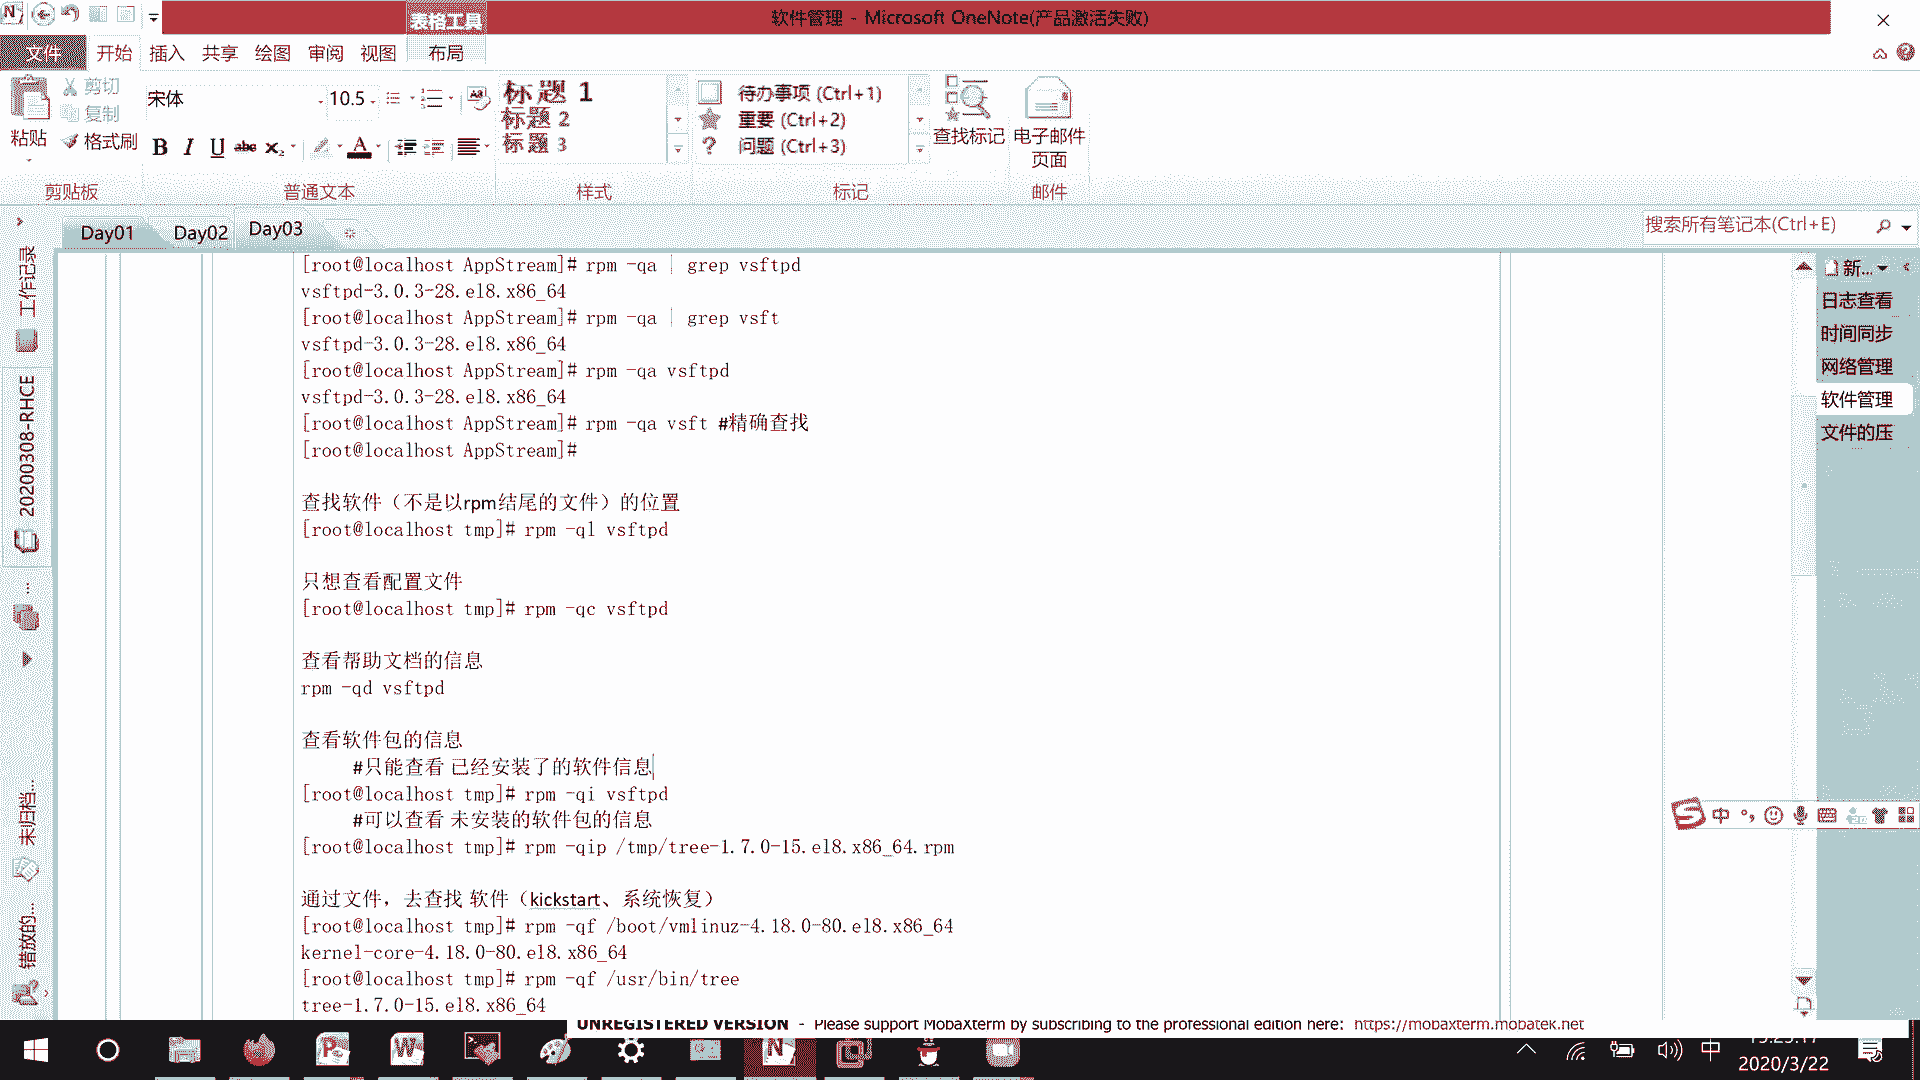 表格工具
软件管理 - Microsoft OneNote(产品激活失败)
文件 开始 插入 共享 绘图 审阅 视图 布局
粘贴
剪切
复制
格式刷
剪贴板
宋体 10.5
B I U abc x₂ A
普通文本
标题 1
标题 2
标题 3
样式
待办事项 (Ctrl+1)
重要 (Ctrl+2)
问题 (Ctrl+3)
标记
查找标记
电子邮件
页面
邮件
Day01 Day02 Day03
搜索所有笔记本(Ctrl+E)
工作记录
20200308-RHCE
...
未归档...
错放的...
[root@localhost AppStream]# rpm -qa | grep vsftpd
vsftpd-3.0.3-28.el8.x86_64
[root@localhost AppStream]# rpm -qa | grep vsft
vsftpd-3.0.3-28.el8.x86_64
[root@localhost AppStream]# rpm -qa vsftpd
vsftpd-3.0.3-28.el8.x86_64
[root@localhost AppStream]# rpm -qa vsft #精确查找
[root@localhost AppStream]#
查找软件（不是以rpm结尾的文件）的位置
[root@localhost tmp]# rpm -ql vsftpd
只想查看配置文件
[root@localhost tmp]# rpm -qc vsftpd
查看帮助文档的信息
rpm -qd vsftpd
查看软件包的信息
#只能查看 已经安装了的软件信息
[root@localhost tmp]# rpm -qi vsftpd
#可以查看 未安装的软件包的信息
[root@localhost tmp]# rpm -qip /tmp/tree-1.7.0-15.el8.x86_64.rpm
通过文件，去查找 软件（kickstart、系统恢复）
[root@localhost tmp]# rpm -qf /boot/vmlinuz-4.18.0-80.el8.x86_64
kernel-core-4.18.0-80.el8.x86_64
[root@localhost tmp]# rpm -qf /usr/bin/tree
tree-1.7.0-15.el8.x86_64
新...
日志查看
时间同步
网络管理
软件管理
文件的压
中
UNREGISTERED VERSION - Please support MobaXterm by subscribing to the professional edition here: https://mobaxterm.mobatek.net
中
2020/3/22